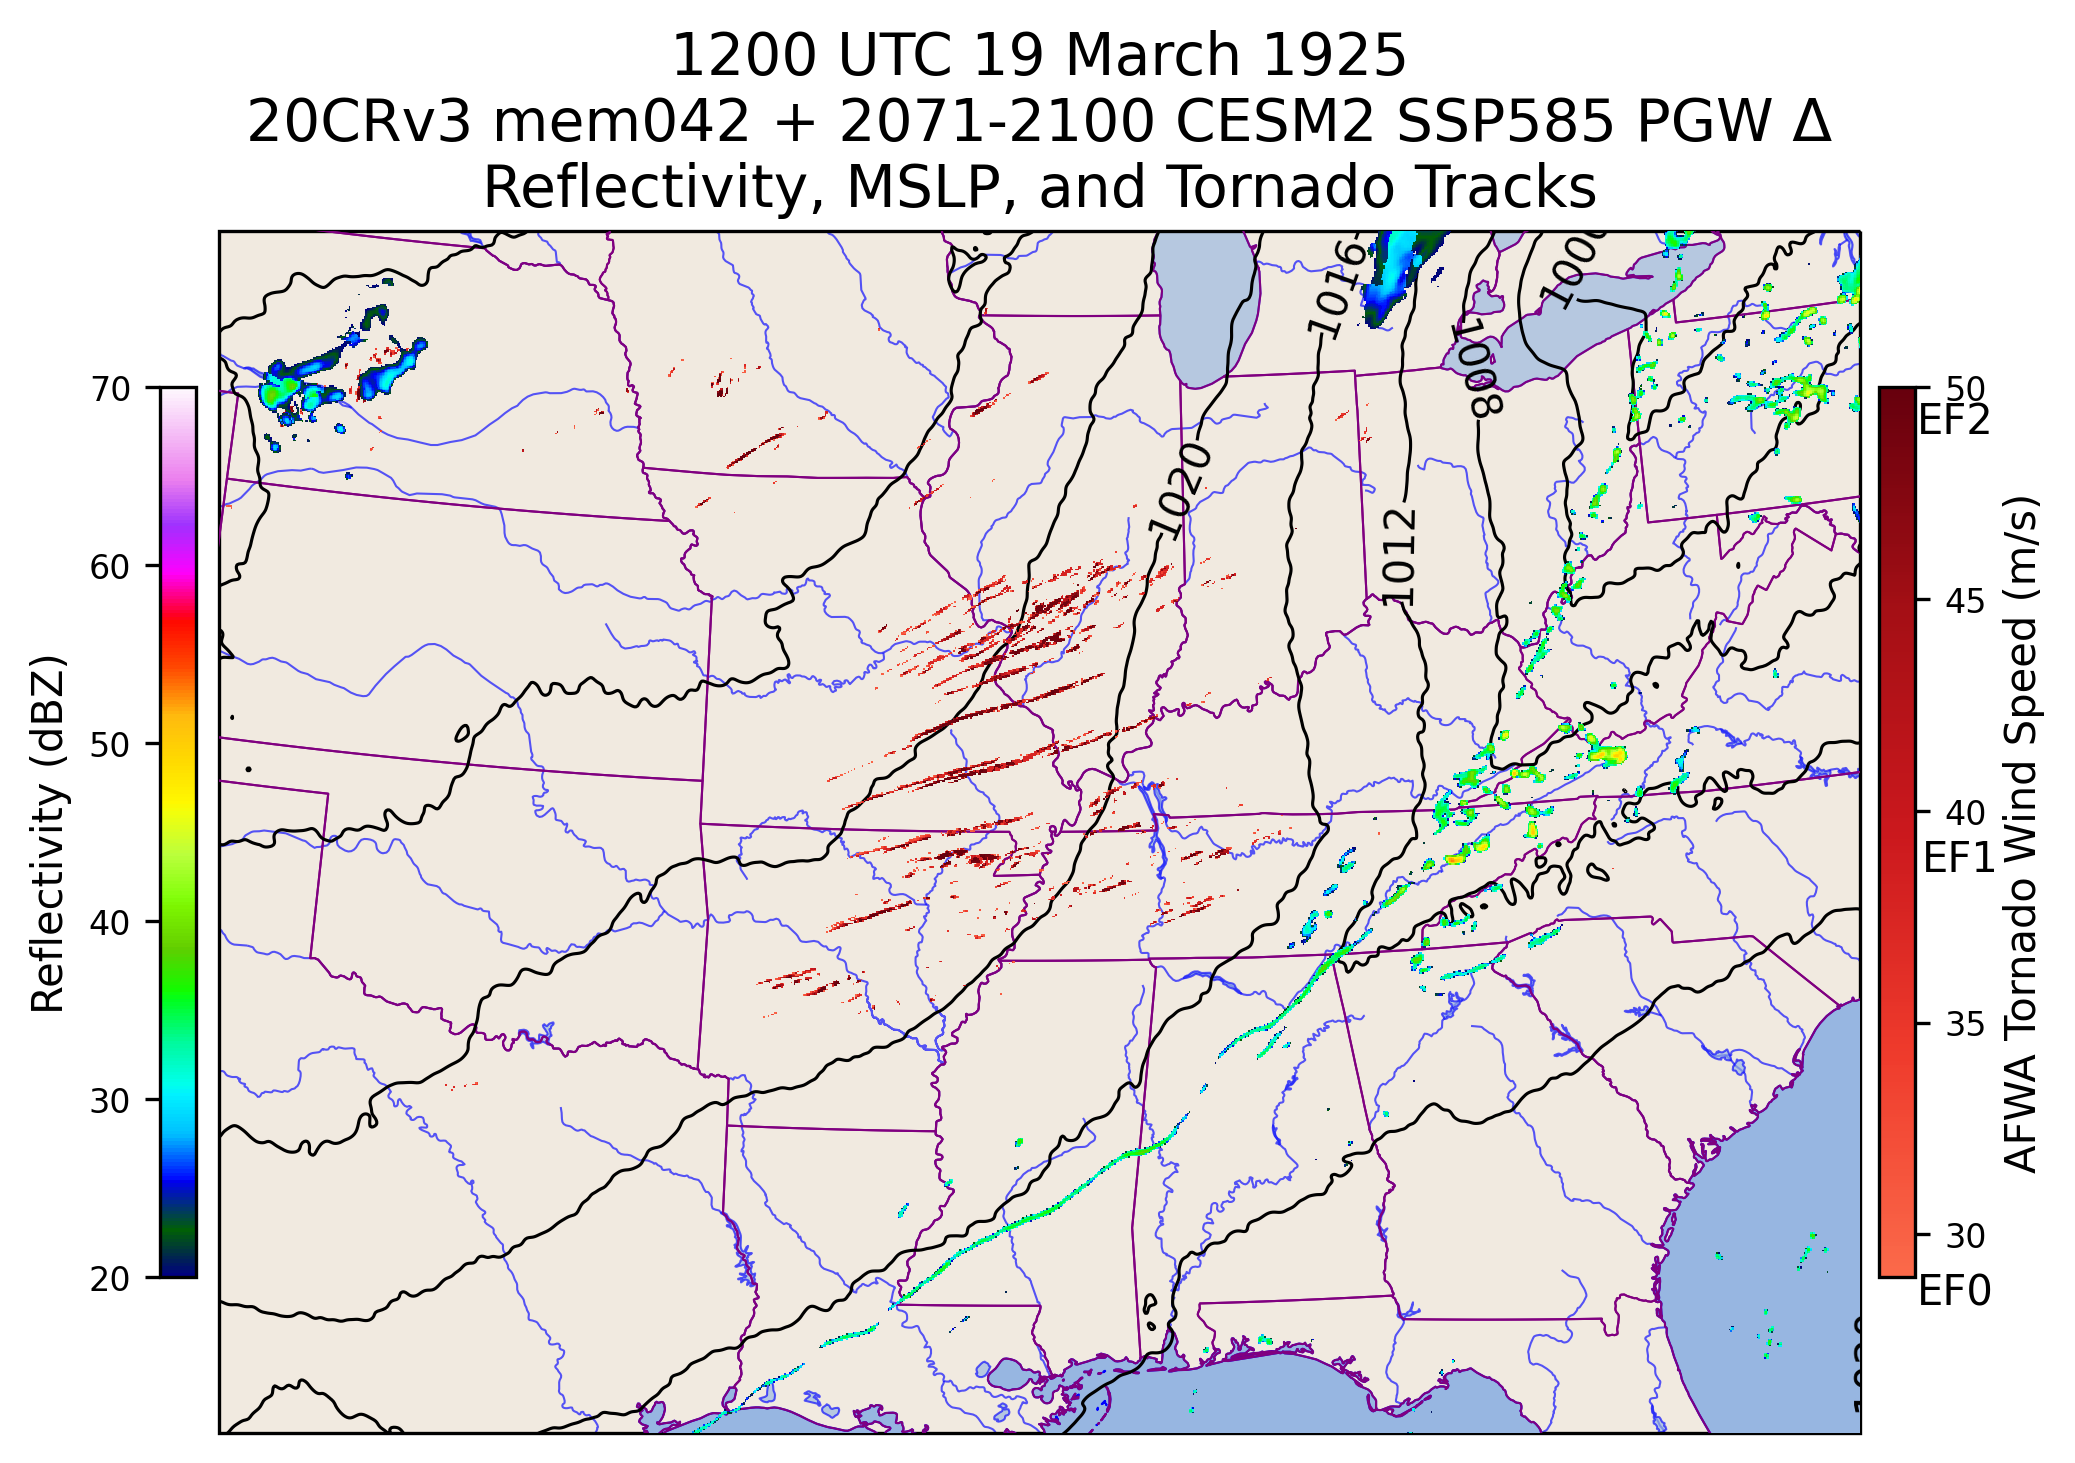 1200 UTC 19 March 1925
20CRv3 mem042 + 2071-2100 CESM2 SSP585 PGW Δ
Reflectivity, MSLP, and Tornado Tracks
Reflectivity (dBZ)
70
60
50
40
30
20
1016
1008
1020
1012
50
EF2
45
40
EF1
35
30
EF0
AFWA Tornado Wind Speed (m/s)